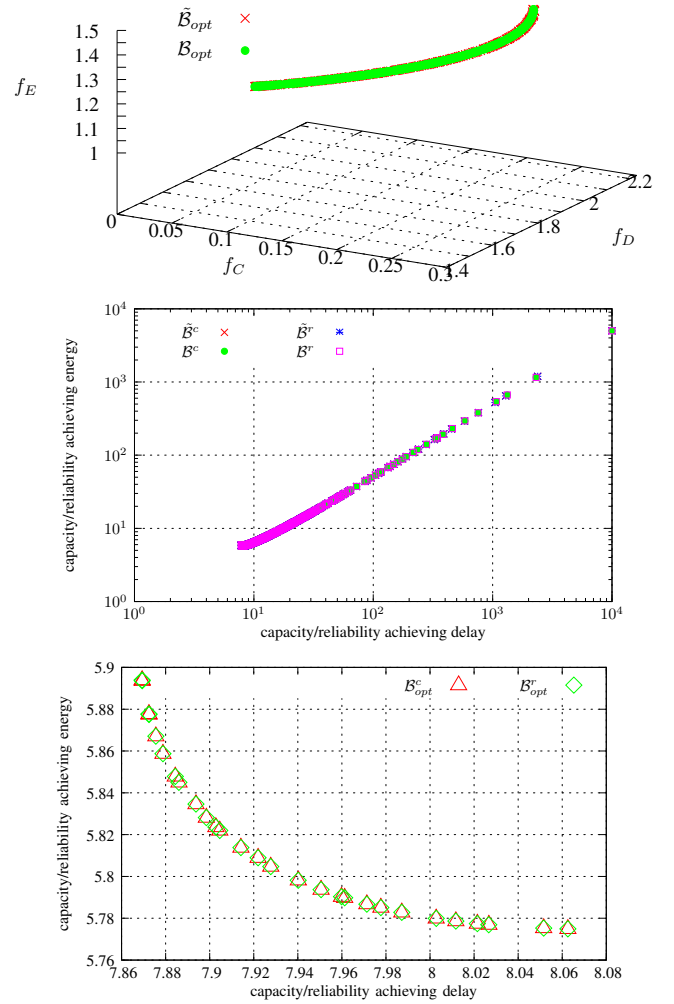 B̃_opt
B_opt
f_E
1.5
1.4
1.3
1.2
1.1
1
0
0.05
0.1
0.15
0.2
0.25
0.3
f_C
1.4
1.6
1.8
2
2.2
f_D
capacity/reliability achieving energy
10^4
10^3
10^2
10^1
10^0
B̃^c
B^c
B̃^r
B^r
10^0 10^1 10^2 10^3 10^4
capacity/reliability achieving delay
capacity/reliability achieving energy
5.9
5.88
5.86
5.84
5.82
5.8
5.78
5.76
B^c_opt
B^r_opt
7.86 7.88 7.9 7.92 7.94 7.96 7.98 8 8.02 8.04 8.06 8.08
capacity/reliability achieving delay